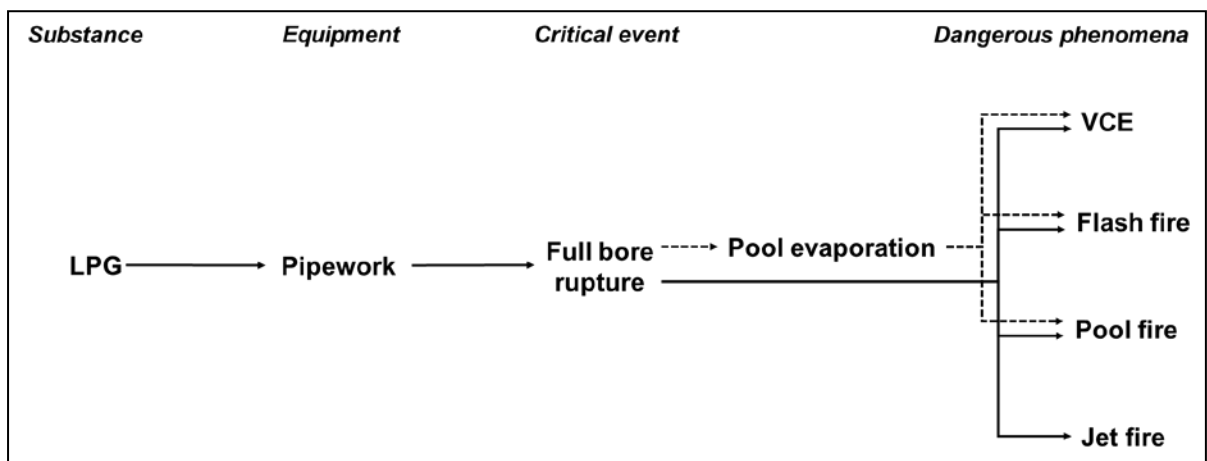 Substance Equipment Critical event Dangerous phenomena
VCE
Flash fire
LPG Pipework Full bore rupture Pool evaporation
Pool fire
Jet fire